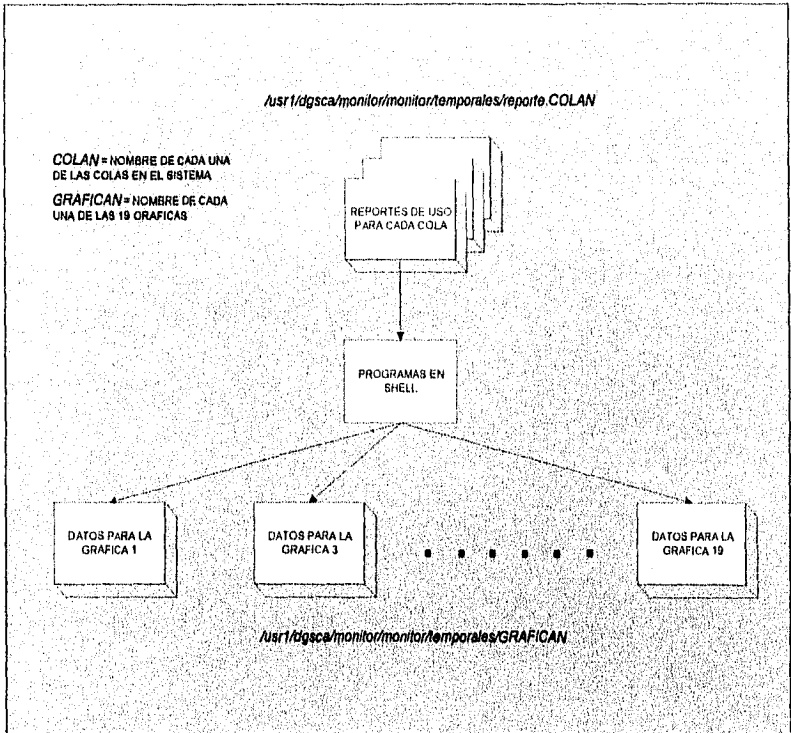 /usr1/dgsca/monitor/monitor/temporales/reporte.COLAN
COLAN = NOMBRE DE CADA UNA
DE LAS COLAS EN EL SISTEMA
GRAFICAN = NOMBRE DE CADA
UNA DE LAS 19 GRAFICAS
REPORTES DE USO
PARA CADA COLA
PROGRAMAS EN
SHELL.
DATOS PARA LA
GRAFICA 1
DATOS PARA LA
GRAFICA 3
DATOS PARA LA
GRAFICA 19
/usr1/dgsca/monitor/monitor/temporales/GRAFICAN